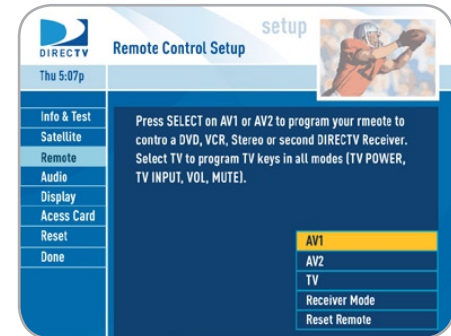 setup
DIRECTV
Remote Control Setup
Thu 5:07p
Info & Test
Satellite
Remote
Audio
Display
Acess Card
Reset
Done
Press SELECT on AV1 or AV2 to program your rmeote to
contro a DVD, VCR, Stereo or second DIRECTV Receiver.
Select TV to program TV keys in all modes (TV POWER,
TV INPUT, VOL, MUTE).
AV1
AV2
TV
Receiver Mode
Reset Remote